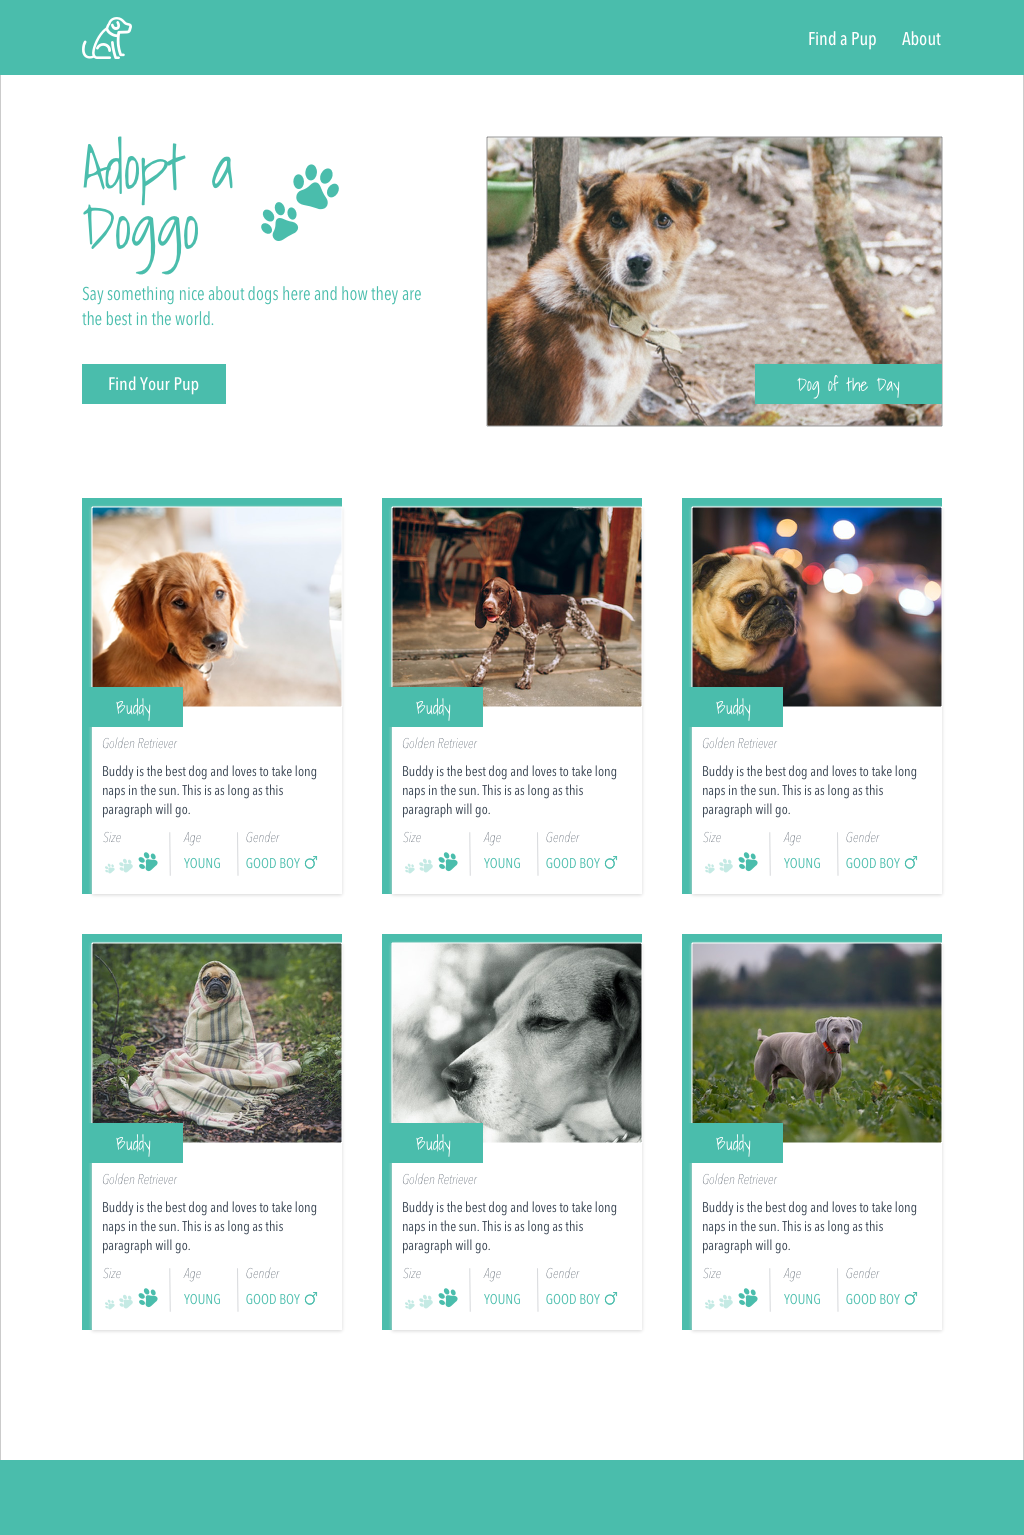 Find a Pup About
Adopt a
Doggo
Say something nice about dogs here and how they are
the best in the world.
Find Your Pup
Dog of the Day
Buddy
Golden Retriever
Buddy is the best dog and loves to take long
naps in the sun. This is as long as this
paragraph will go.
Size Age Gender
YOUNG GOOD BOY
Buddy
Golden Retriever
Buddy is the best dog and loves to take long
naps in the sun. This is as long as this
paragraph will go.
Size Age Gender
YOUNG GOOD BOY
Buddy
Golden Retriever
Buddy is the best dog and loves to take long
naps in the sun. This is as long as this
paragraph will go.
Size Age Gender
YOUNG GOOD BOY
Buddy
Golden Retriever
Buddy is the best dog and loves to take long
naps in the sun. This is as long as this
paragraph will go.
Size Age Gender
YOUNG GOOD BOY
Buddy
Golden Retriever
Buddy is the best dog and loves to take long
naps in the sun. This is as long as this
paragraph will go.
Size Age Gender
YOUNG GOOD BOY
Buddy
Golden Retriever
Buddy is the best dog and loves to take long
naps in the sun. This is as long as this
paragraph will go.
Size Age Gender
YOUNG GOOD BOY